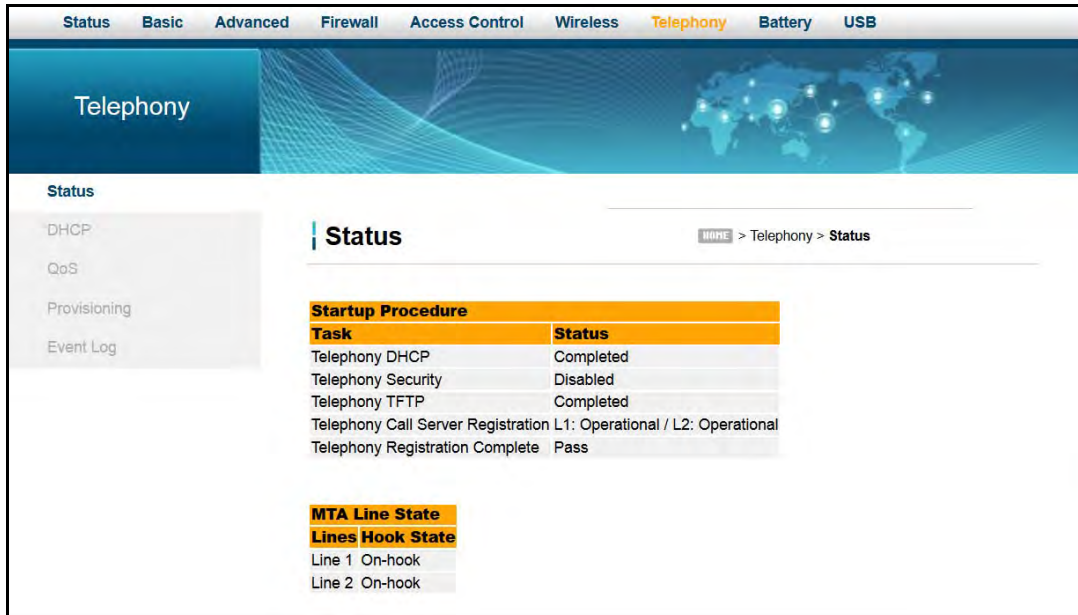 Status Basic Advanced Firewall Access Control Wireless Telephony Battery USB
Telephony
Status
DHCP
QoS
Provisioning
Event Log
Status
HOME > Telephony > Status
Startup Procedure
Task Status
Telephony DHCP Completed
Telephony Security Disabled
Telephony TFTP Completed
Telephony Call Server Registration L1: Operational / L2: Operational
Telephony Registration Complete Pass
MTA Line State
Lines Hook State
Line 1 On-hook
Line 2 On-hook